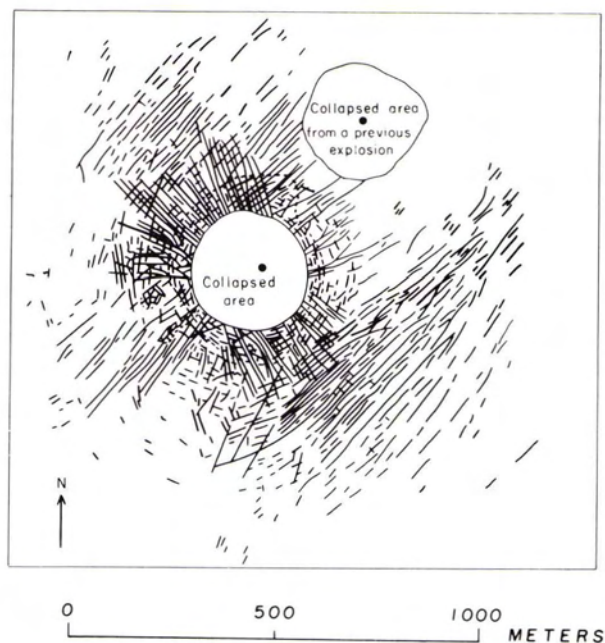 Collapsed area
from a previous
explosion
Collapsed
area
N
0 500 1000
METERS